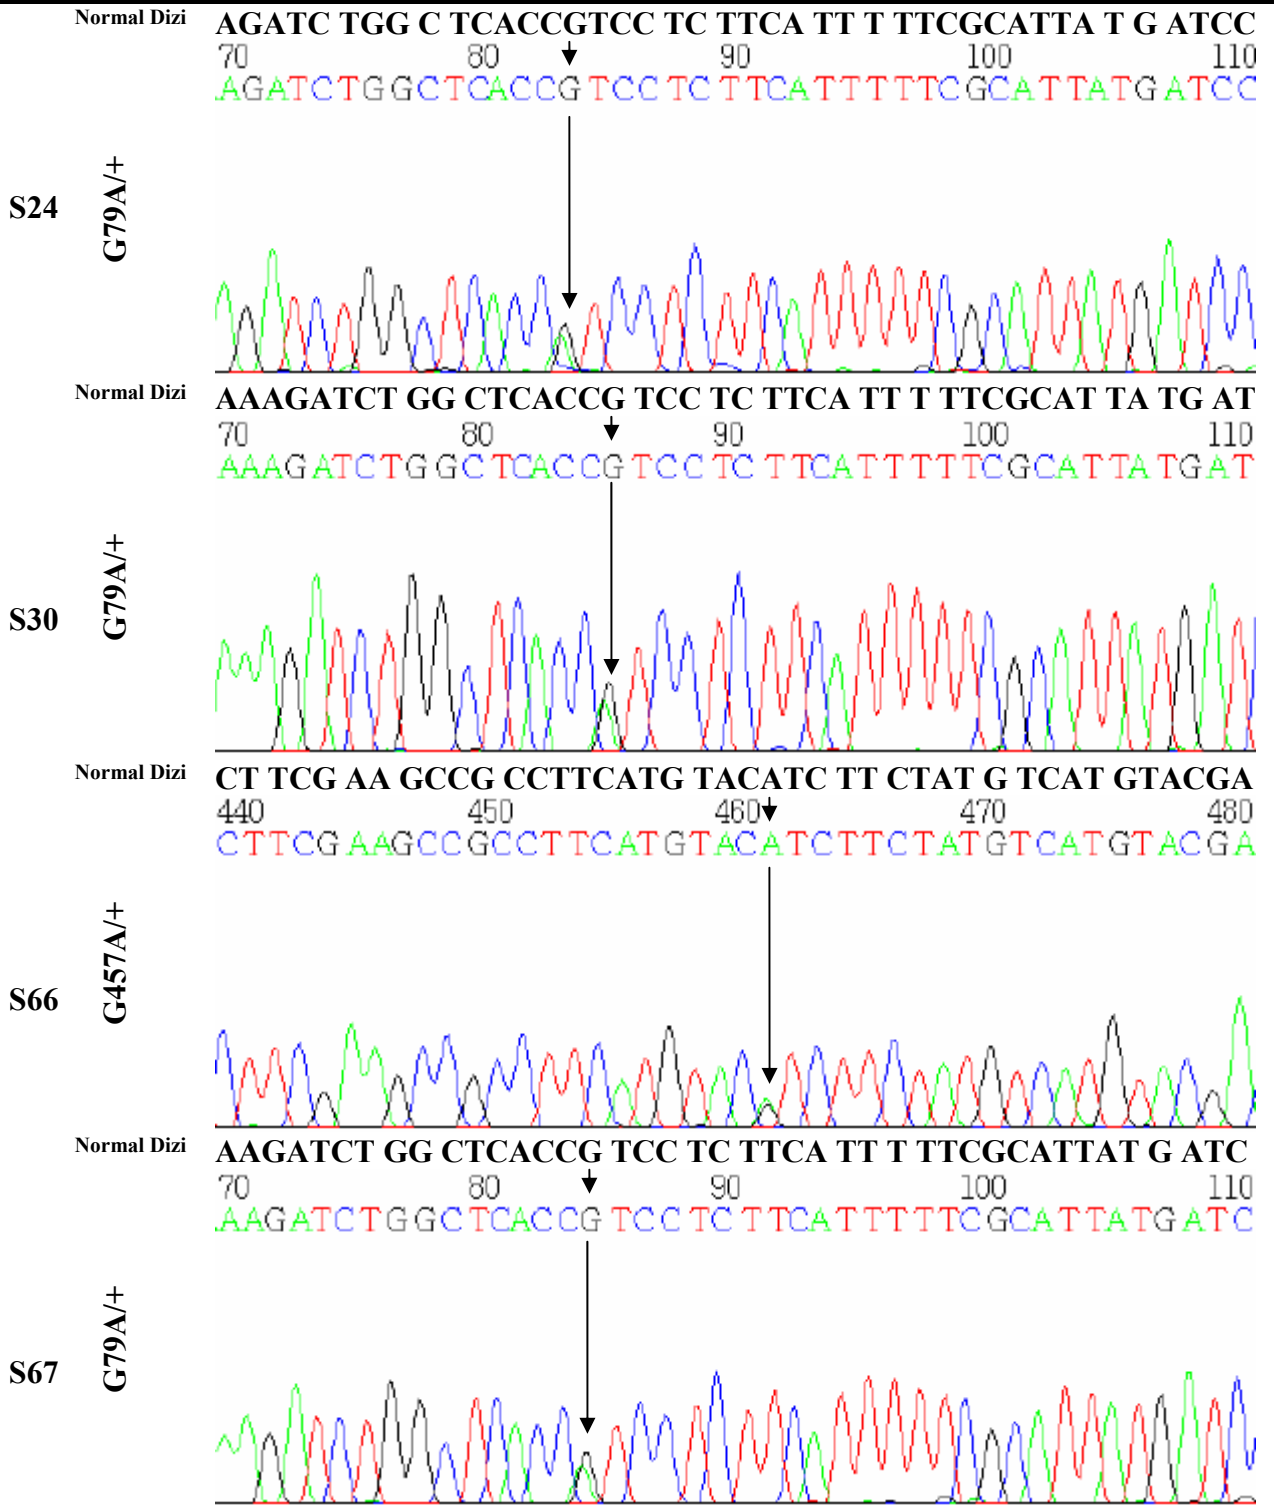 Normal Dizi AGATC TGG C TCACCGTCC TC TTCA TT T TTCGCATTA T G ATCC
70 80 90 100 110
AGATCTGGCTCACCGTCCTCTTCATTTTTCGCATTATGATCC
S24 G79A/+
Normal Dizi AAAGATCT GG CTCACCG TCC TC TTCA TT T TTCGCAT TA TG AT
70 80 90 100 110
AAAGATCTGGCTCACCGTCCTCTTCATTTTTCGCATTATGAT
S30 G79A/+
Normal Dizi CT TCG AA GCCG CCTTCATG TACATC TT CTAT G TCAT GTACGA
440 450 460 470 480
CTTCGAAGCCGCCTTCATGTACATCTTCTATGTCATGTACGA
S66 G457A/+
Normal Dizi AAGATCT GG CTCACCG TCC TC TTCA TT T TTCGCATTAT G ATC
70 80 90 100 110
AAGATCTGGCTCACCGTCCTCTTCATTTTTCGCATTATGATC
S67 G79A/+